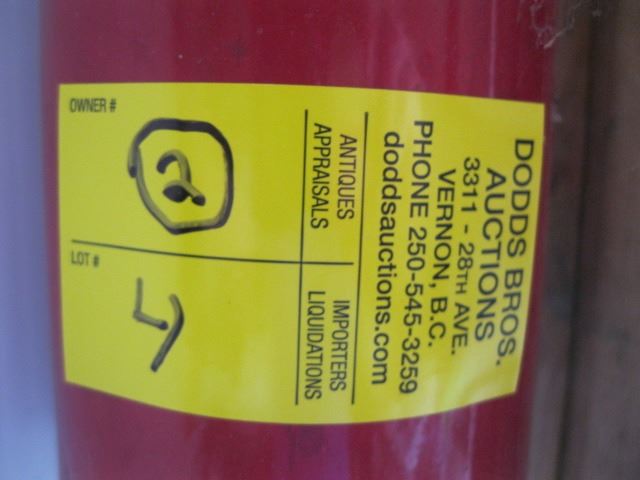 DODDS BROS.
AUCTIONS
3311 - 28TH AVE.
VERNON, B.C.
PHONE 250-545-3259
doddsauctions.com
ANTIQUES
APPRAISALS
IMPORTERS
LIQUIDATIONS
OWNER #
LOT #